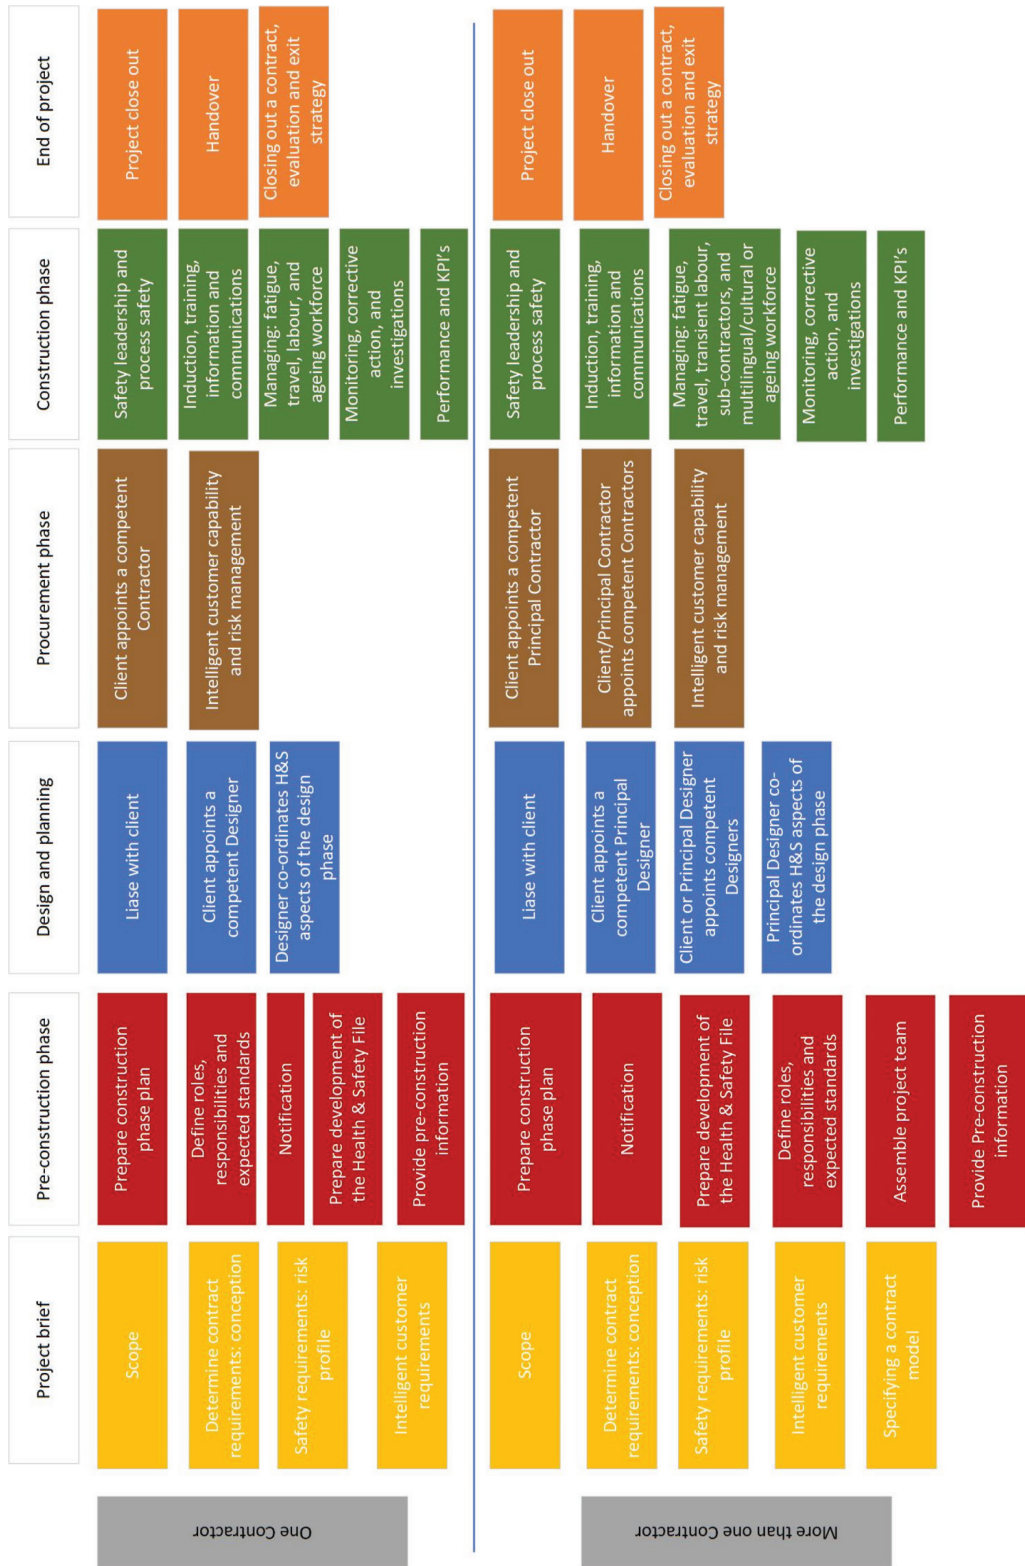 Project brief
Pre-construction phase
Design and planning
Procurement phase
Construction phase
End of project
One Contractor
Scope
Determine contract
requirements: conception
Safety requirements: risk
profile
Intelligent customer
requirements
Prepare construction
phase plan
Define roles,
responsibilities and
expected standards
Notification
Prepare development of
the Health & Safety File
Provide pre-construction
information
Liase with client
Client appoints a
competent Designer
Designer co-ordinates H&S
aspects of the design
phase
Client appoints a competent
Contractor
Intelligent customer capability
and risk management
Safety leadership and
process safety
Induction, training,
information and
communications
Managing: fatigue,
travel, labour, and
ageing workforce
Monitoring, corrective
action, and
investigations
Performance and KPI's
Project close out
Handover
Closing out a contract,
evaluation and exit
strategy
More than one Contractor
Scope
Determine contract
requirements: conception
Safety requirements: risk
profile
Intelligent customer
requirements
Specifying a contract
model
Prepare construction
phase plan
Notification
Prepare development of
the Health & Safety File
Define roles,
responsibilities and
expected standards
Assemble project team
Provide Pre-construction
information
Liase with client
Client appoints a
competent Principal
Designer
Client or Principal Designer
appoints competent
Designers
Principal Designer co-
ordinates H&S aspects of
the design phase
Client appoints a competent
Principal Contractor
Client/Principal Contractor
appoints competent Contractors
Intelligent customer capability
and risk management
Safety leadership and
process safety
Induction, training,
information and
communications
Managing: fatigue,
travel, transient labour,
sub-contractors, and
multilingual/cultural or
ageing workforce
Monitoring, corrective
action, and
investigations
Performance and KPI's
Project close out
Handover
Closing out a contract,
evaluation and exit
strategy